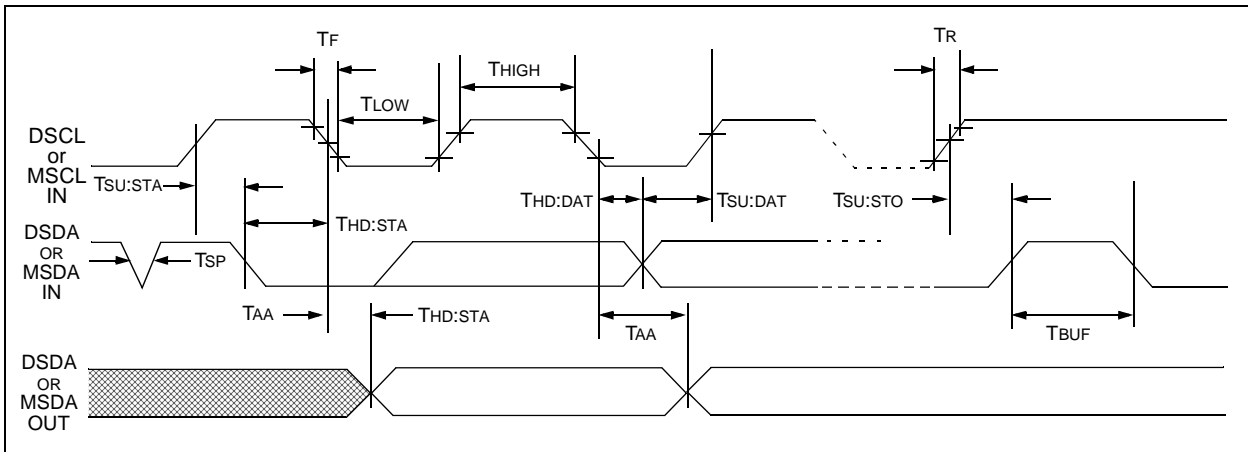 TF
TR
THIGH
TLOW
DSCL
or
MSCL
IN
TSU:STA
THD:DAT
TSU:DAT
TSU:STO
THD:STA
DSDA
OR
MSDA
IN
TSP
TAA
THD:STA
TAA
TBUF
DSDA
OR
MSDA
OUT